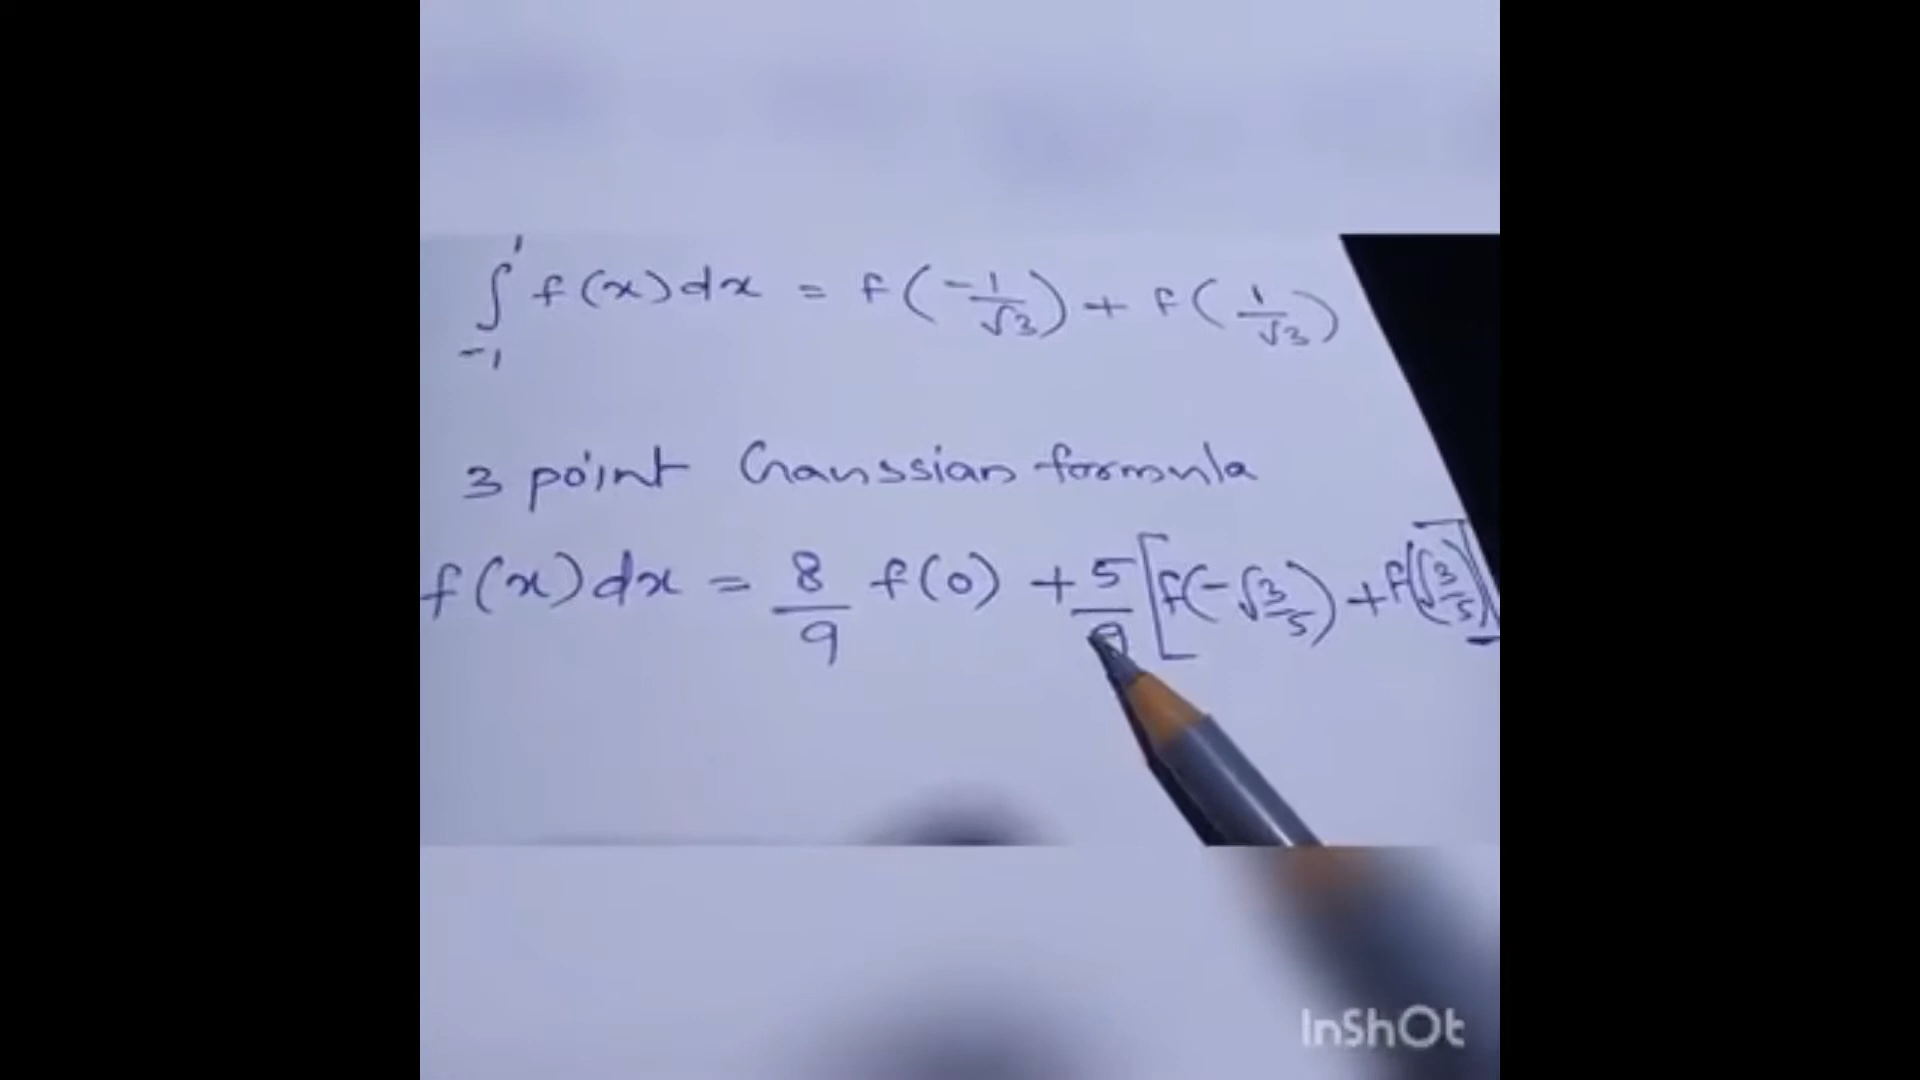 ∫₋₁¹ f(x)dx = f(-1/√3) + f(1/√3)
3 point Gaussian formula
f(x)dx = 8/9 f(0) + 5/9 [f(-√3/5) + f(√3/5)]
InShOt